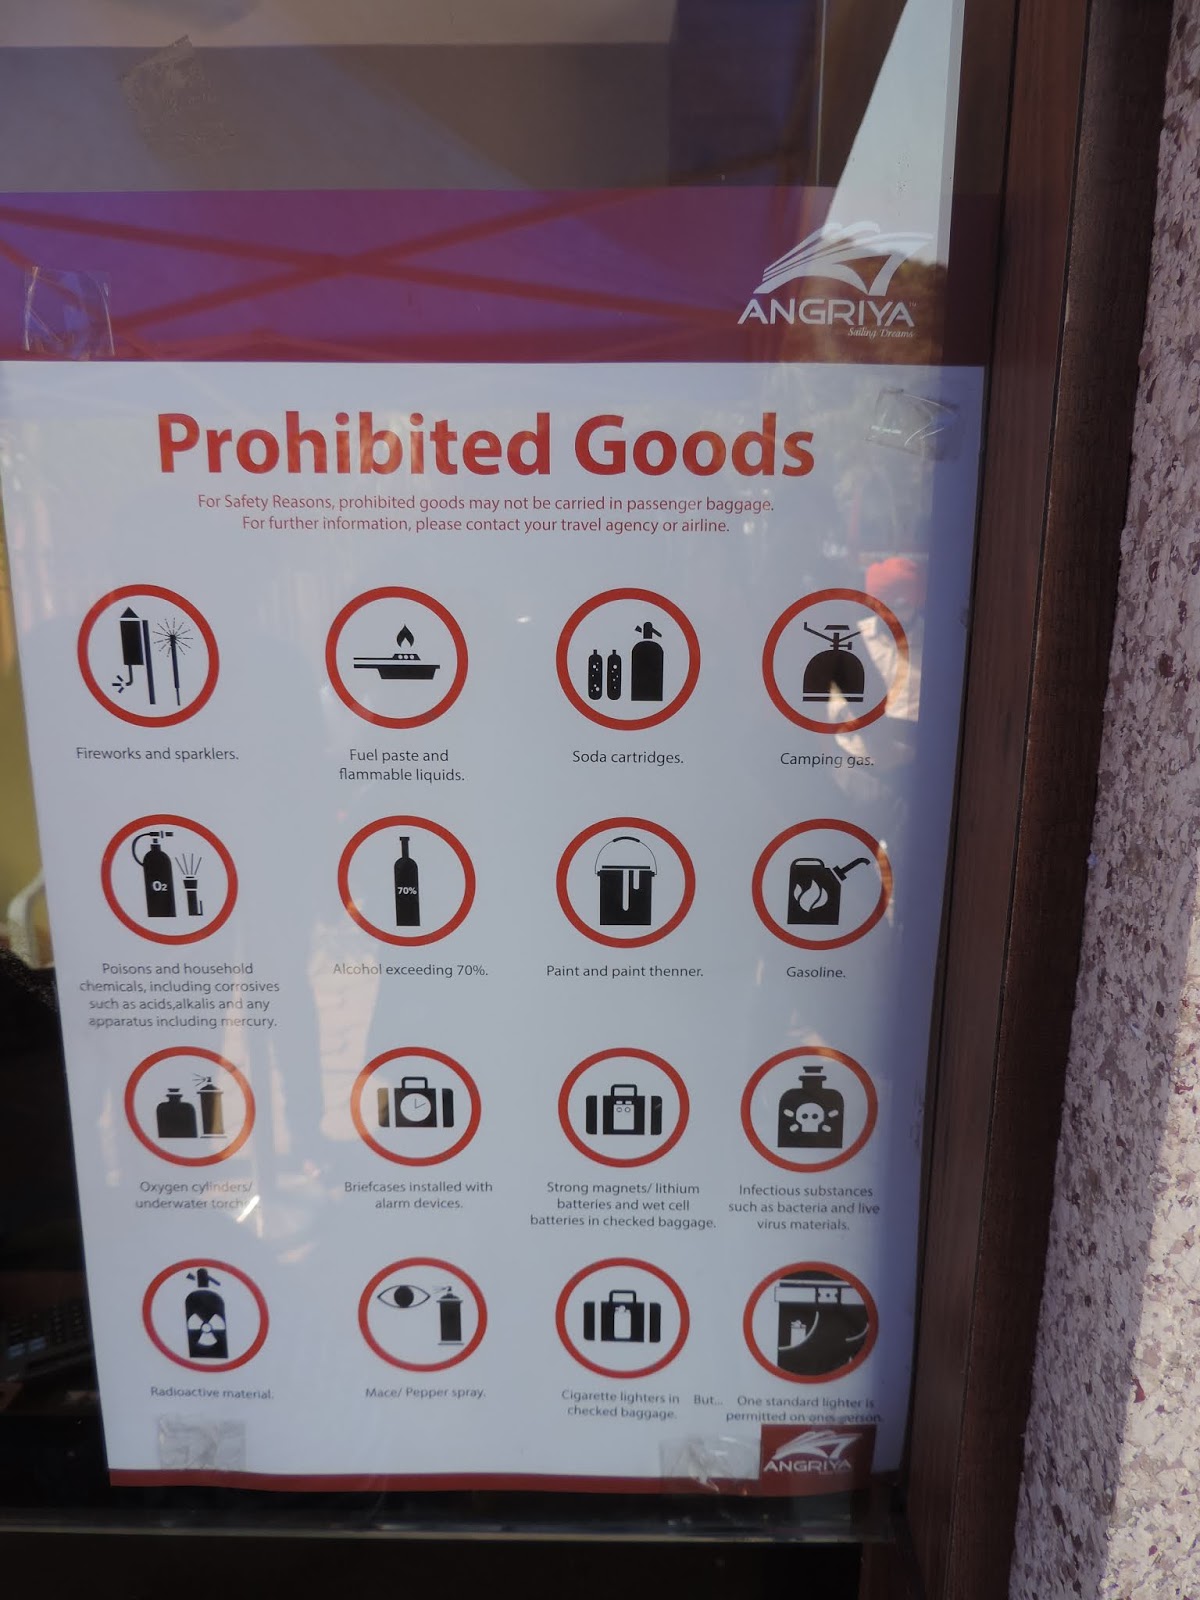 ANGRIYA™
Sailing Dreams
Prohibited Goods
For Safety Reasons, prohibited goods may not be carried in passenger baggage.
For further information, please contact your travel agency or airline.
Fireworks and sparklers.
Fuel paste and
flammable liquids.
Soda cartridges.
Camping gas.
O2
Poisons and household
chemicals, including corrosives
such as acids,alkalis and any
apparatus including mercury.
70%
Alcohol exceeding 70%.
Paint and paint thenner.
Gasoline.
Oxygen cylinders/
underwater torch
Briefcases installed with
alarm devices.
Strong magnets/ lithium
batteries and wet cell
batteries in checked baggage.
Infectious substances
such as bacteria and live
virus materials.
Radioactive material.
Mace/ Pepper spray.
Cigarette lighters in
checked baggage.
But...
One standard lighter is
permitted on ones person.
ANGRIYA